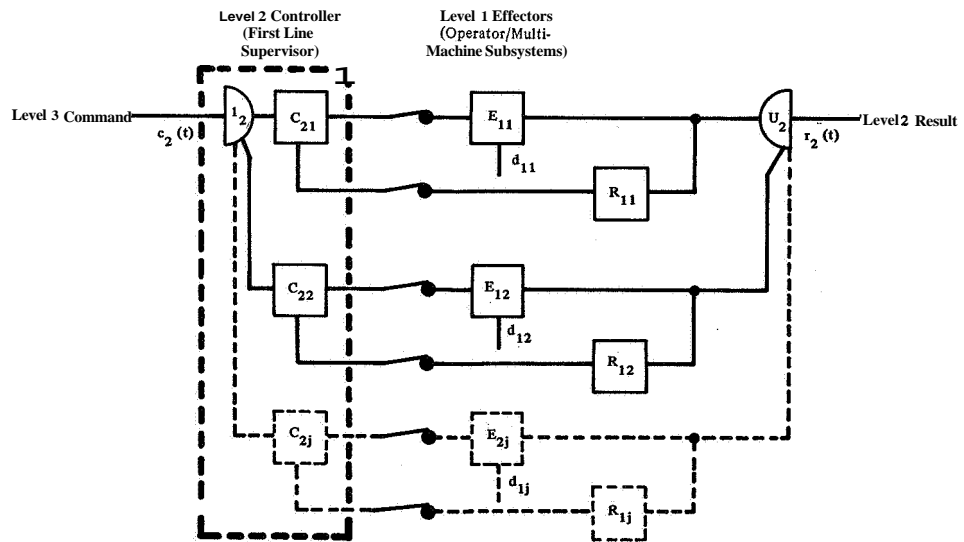 Level 2 Controller
(First Line
Supervisor)
Level 1 Effectors
(Operator/Multi-
Machine Subsystems)
Level 3 Command
c2 (t)
I2
C21
E11
d11
R11
U2
r2 (t)
Level 2 Result
C22
E12
d12
R12
C2j
E2j
d1j
R1j